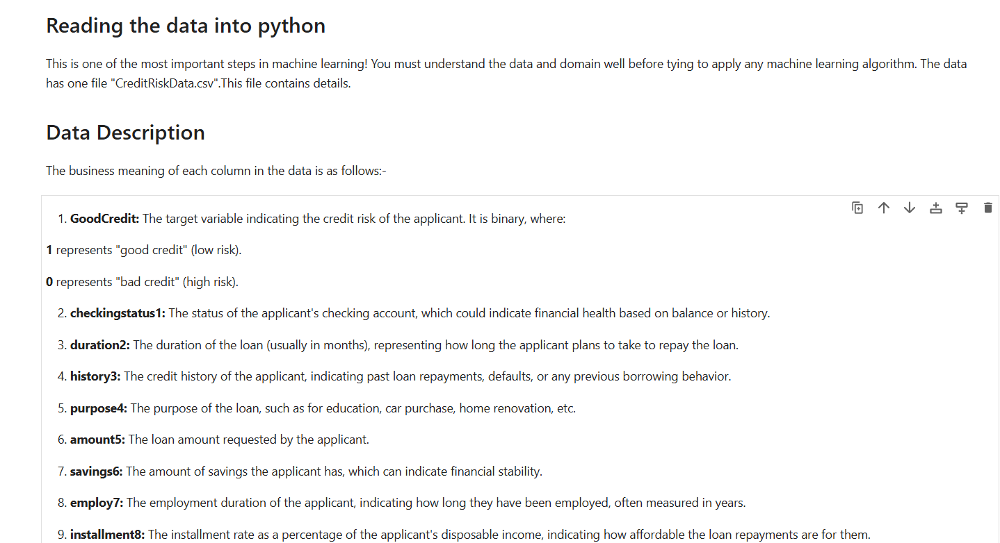 Reading the data into python
This is one of the most important steps in machine learning! You must understand the data and domain well before tying to apply any machine learning algorithm. The data
has one file "CreditRiskData.csv".This file contains details.
Data Description
The business meaning of each column in the data is as follows:-
1. GoodCredit: The target variable indicating the credit risk of the applicant. It is binary, where:
1 represents "good credit" (low risk).
0 represents "bad credit" (high risk).
2. checkingstatus1: The status of the applicant's checking account, which could indicate financial health based on balance or history.
3. duration2: The duration of the loan (usually in months), representing how long the applicant plans to take to repay the loan.
4. history3: The credit history of the applicant, indicating past loan repayments, defaults, or any previous borrowing behavior.
5. purpose4: The purpose of the loan, such as for education, car purchase, home renovation, etc.
6. amount5: The loan amount requested by the applicant.
7. savings6: The amount of savings the applicant has, which can indicate financial stability.
8. employ7: The employment duration of the applicant, indicating how long they have been employed, often measured in years.
9. installment8: The installment rate as a percentage of the applicant's disposable income, indicating how affordable the loan repayments are for them.